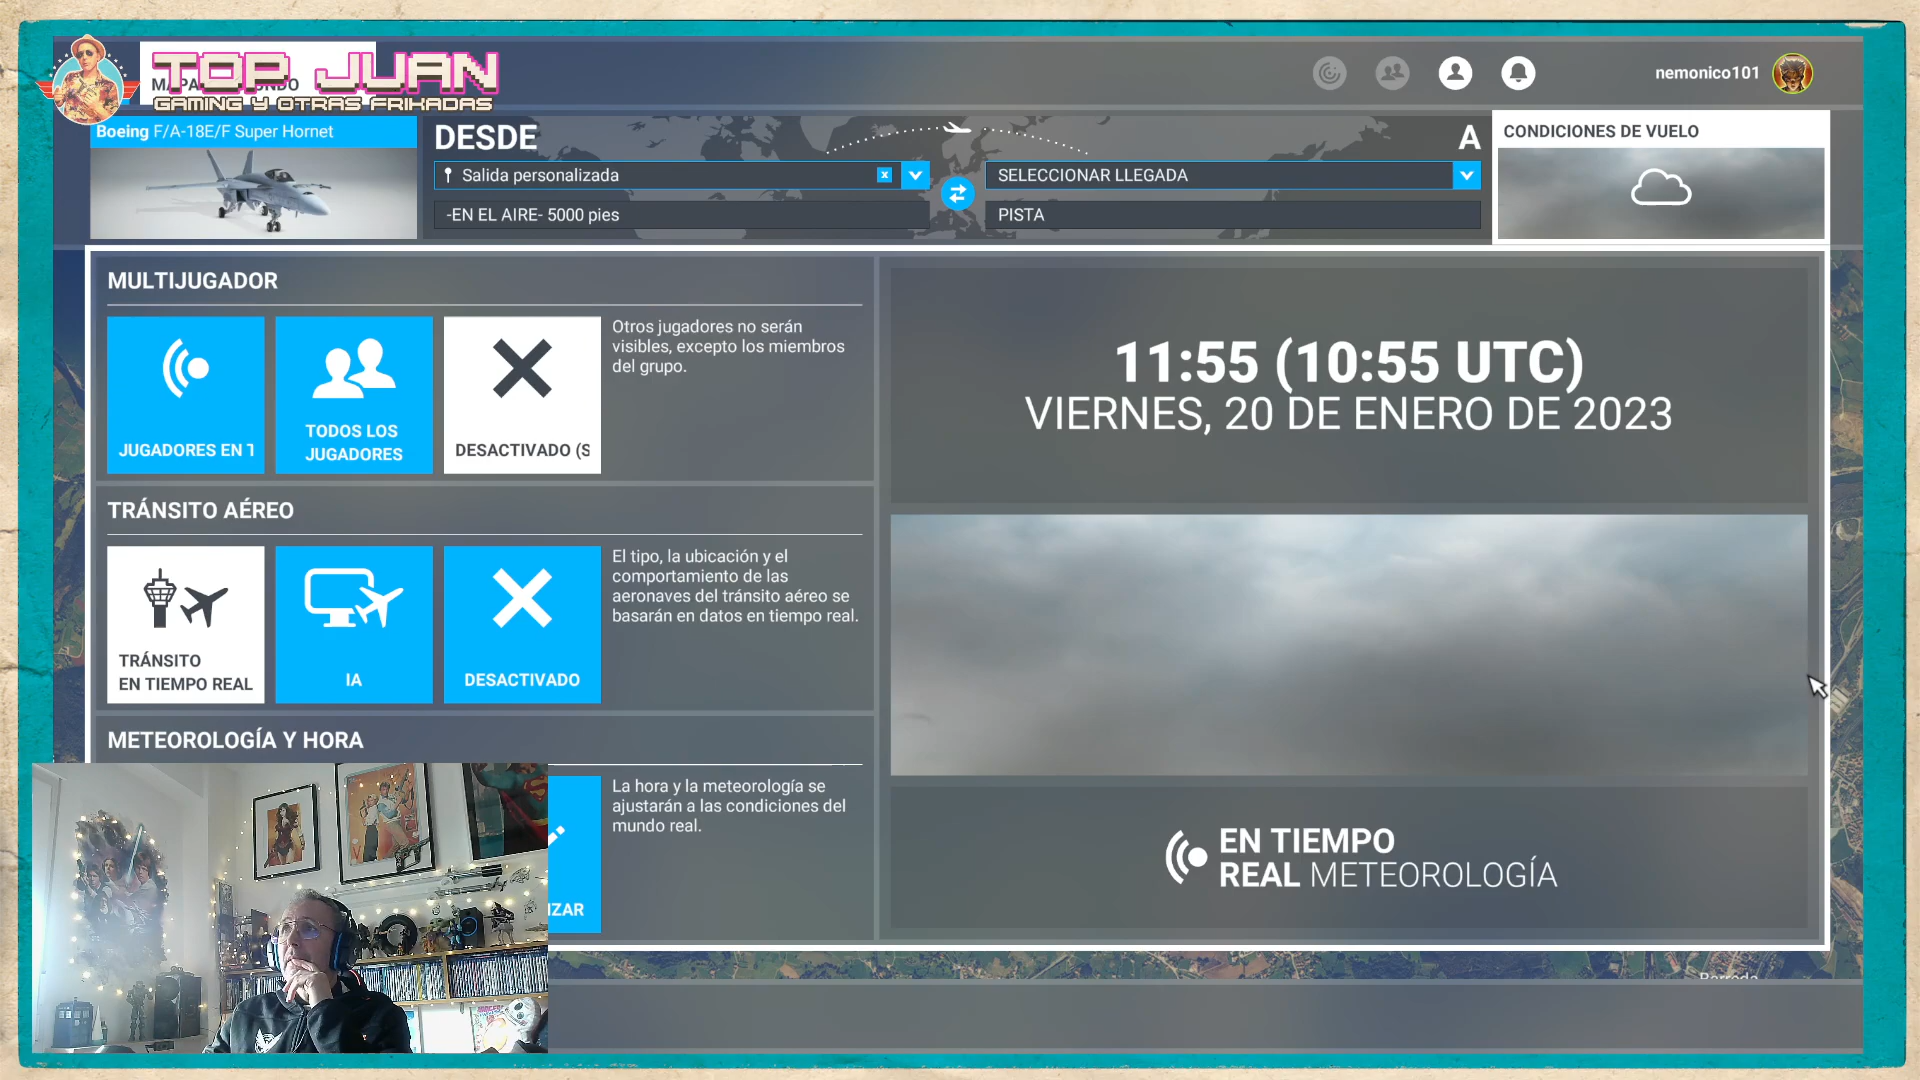 TOP JUAN
GAMING Y OTRAS FRIKADAS
nemonico101
Boeing F/A-18E/F Super Hornet
DESDE
Salida personalizada
-EN EL AIRE- 5000 pies
A
SELECCIONAR LLEGADA
PISTA
CONDICIONES DE VUELO
MULTIJUGADOR
JUGADORES EN T
TODOS LOS
JUGADORES
DESACTIVADO (S
Otros jugadores no serán
visibles, excepto los miembros
del grupo.
TRÁNSITO AÉREO
TRÁNSITO
EN TIEMPO REAL
IA
DESACTIVADO
El tipo, la ubicación y el
comportamiento de las
aeronaves del tránsito aéreo se
basarán en datos en tiempo real.
METEOROLOGÍA Y HORA
IZAR
La hora y la meteorología se
ajustarán a las condiciones del
mundo real.
11:55 (10:55 UTC)
VIERNES, 20 DE ENERO DE 2023
EN TIEMPO
REAL METEOROLOGÍA